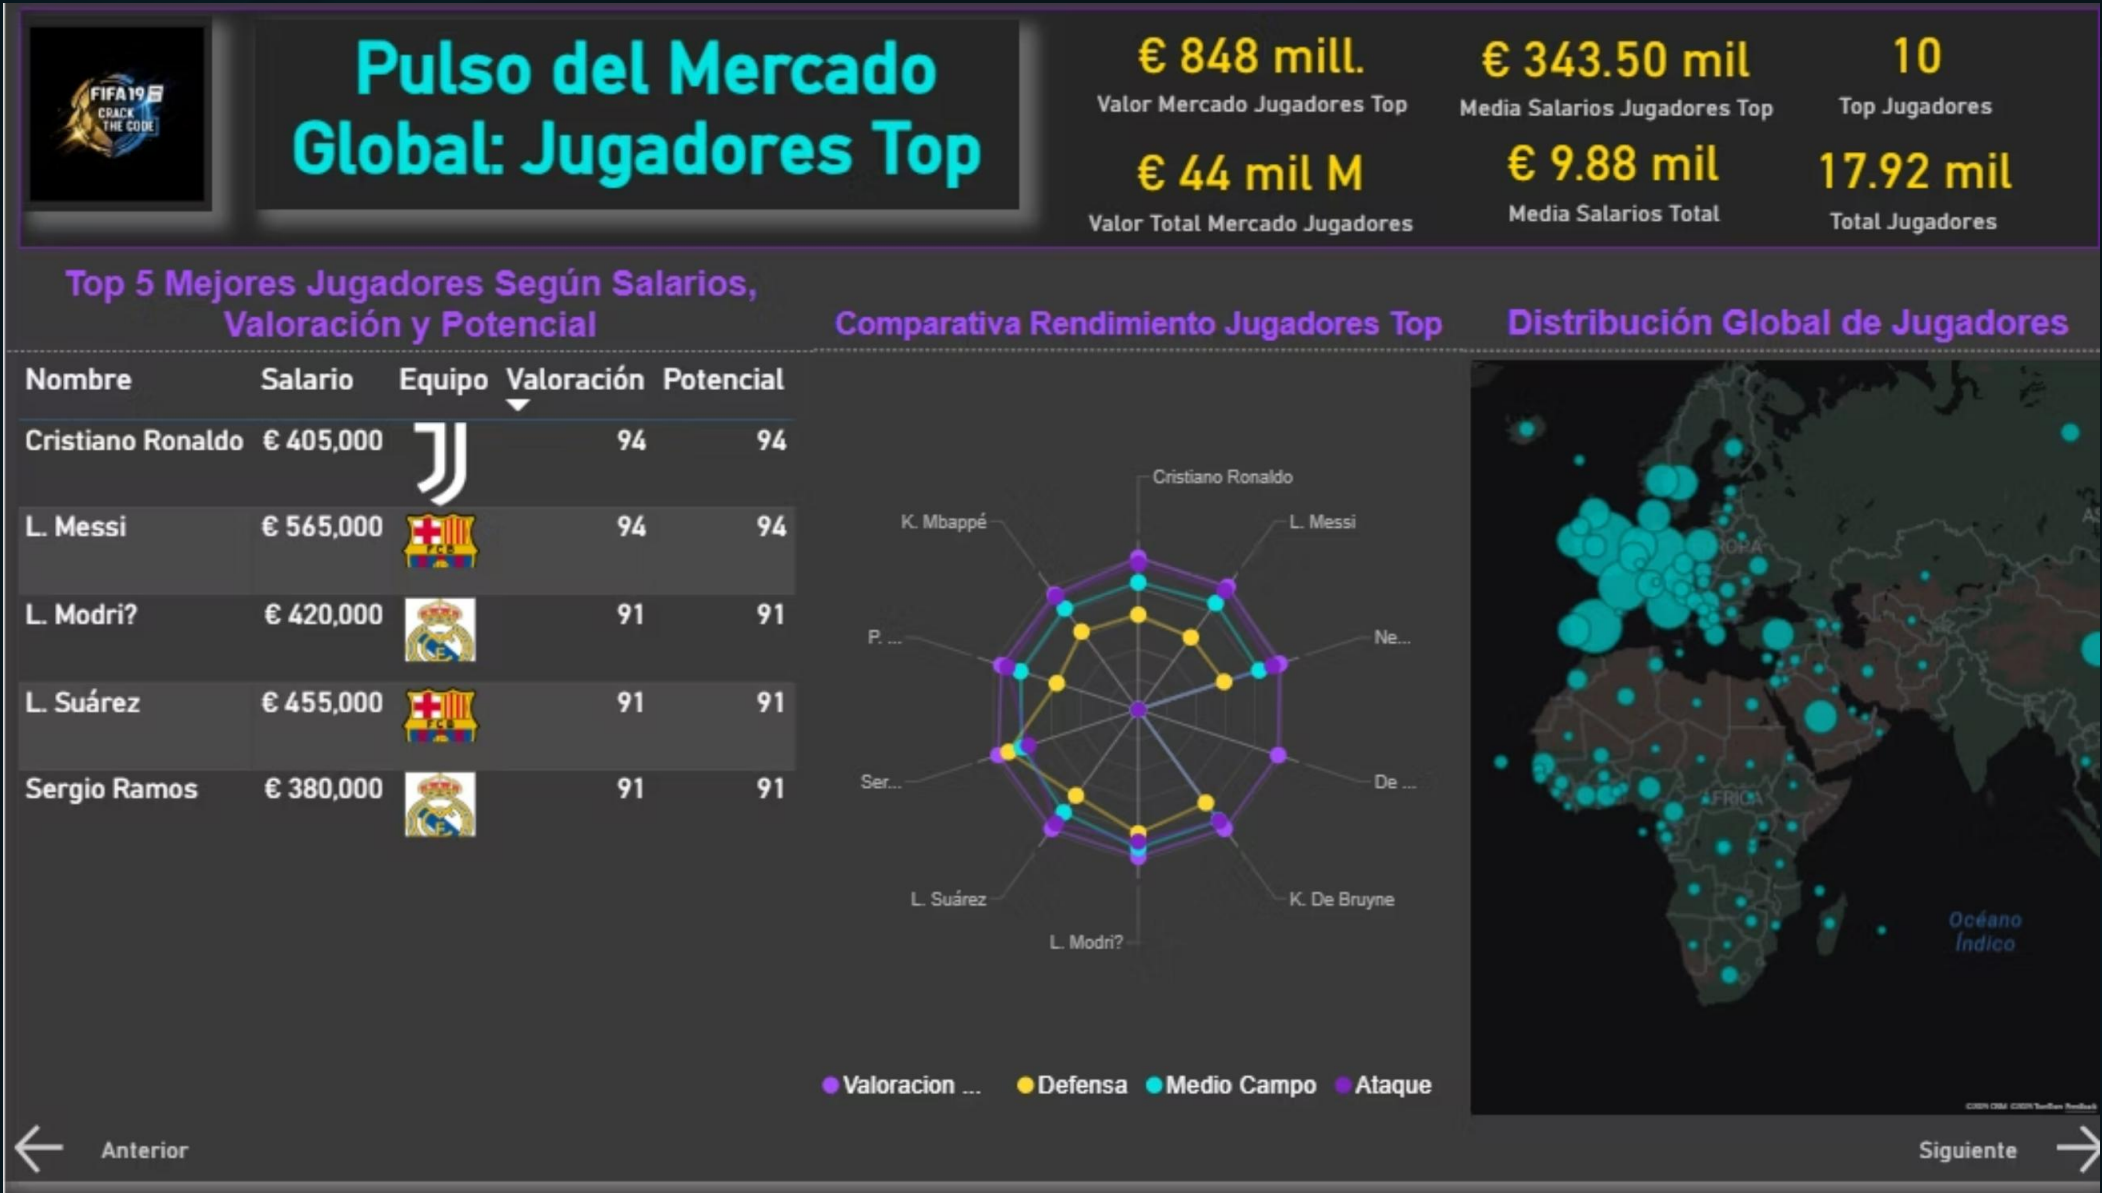 FIFA 19
CRACK
THE CODE
Pulso del Mercado
Global: Jugadores Top
€ 848 mill.
Valor Mercado Jugadores Top
€ 343.50 mil
Media Salarios Jugadores Top
10
Top Jugadores
€ 44 mil M
Valor Total Mercado Jugadores
€ 9.88 mil
Media Salarios Total
17.92 mil
Total Jugadores
Top 5 Mejores Jugadores Según Salarios,
Valoración y Potencial
Nombre Salario Equipo Valoración Potencial
Cristiano Ronaldo € 405,000 94 94
L. Messi € 565,000 FCB 94 94
L. Modri? € 420,000 91 91
L. Suárez € 455,000 FCB 91 91
Sergio Ramos € 380,000 91 91
Comparativa Rendimiento Jugadores Top
Cristiano Ronaldo
L. Messi
Ne...
De ...
K. De Bruyne
L. Modri?
L. Suárez
Ser...
P. ...
K. Mbappé
Valoracion ... Defensa Medio Campo Ataque
Distribución Global de Jugadores
ÁFRICA
Océano
Índico
Anterior
Siguiente